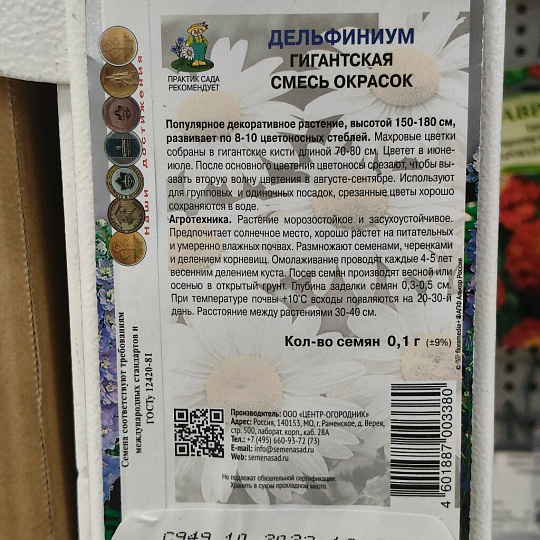 ДЕЛЬФИНИУМ
ГИГАНТСКАЯ
СМЕСЬ ОКРАСОК
ПРАКТИК САДА
РЕКОМЕНДУЕТ
НАШИ ДОСТИЖЕНИЯ
Популярное декоративное растение, высотой 150-180 см,
развивает по 8-10 цветоносных стеблей. Махровые цветки
собраны в гигантские кисти длиной 70-80 см. Цветет в июне-
июле. После основного цветения цветоносы срезают, чтобы вы-
звать вторую волну цветения в августе-сентябре. Используют
для групповых и одиночных посадок, срезанные цветы хорошо
сохраняются в воде.
Агротехника. Растение морозостойкое и засухоустойчивое.
Предпочитает солнечное место, хорошо растет на питательных
и умеренно влажных почвах. Размножают семенами, черенками
и делением корневищ. Омолаживание проводят каждые 4-5 лет
весенним делением куста. Посев семян производят весной или
осенью в открытый грунт. Глубина заделки семян 0,3-0,5 см.
При температуре почвы +10°С всходы появляются на 20-30-й
день. Расстояние между растениями 30-40 см.
Кол-во семян 0,1 г (±9%)
Семена соответствуют требованиям
международных стандартов и
ГОСТу 12420-81
Производитель: ООО «ЦЕНТР-ОГОРОДНИК»
Адрес: Россия, 140153, МО, г. Раменское, д. Верея,
стр. 500, лаборат. корп., каб. 28А
Тел.: +7 (495) 660-93-72 (73)
E-mail: info@semenasad.ru
Web: www.semenasad.ru
Не подлежат обязательной сертификации.
Хранить в сухом прохладном месте.
4 601887 003380